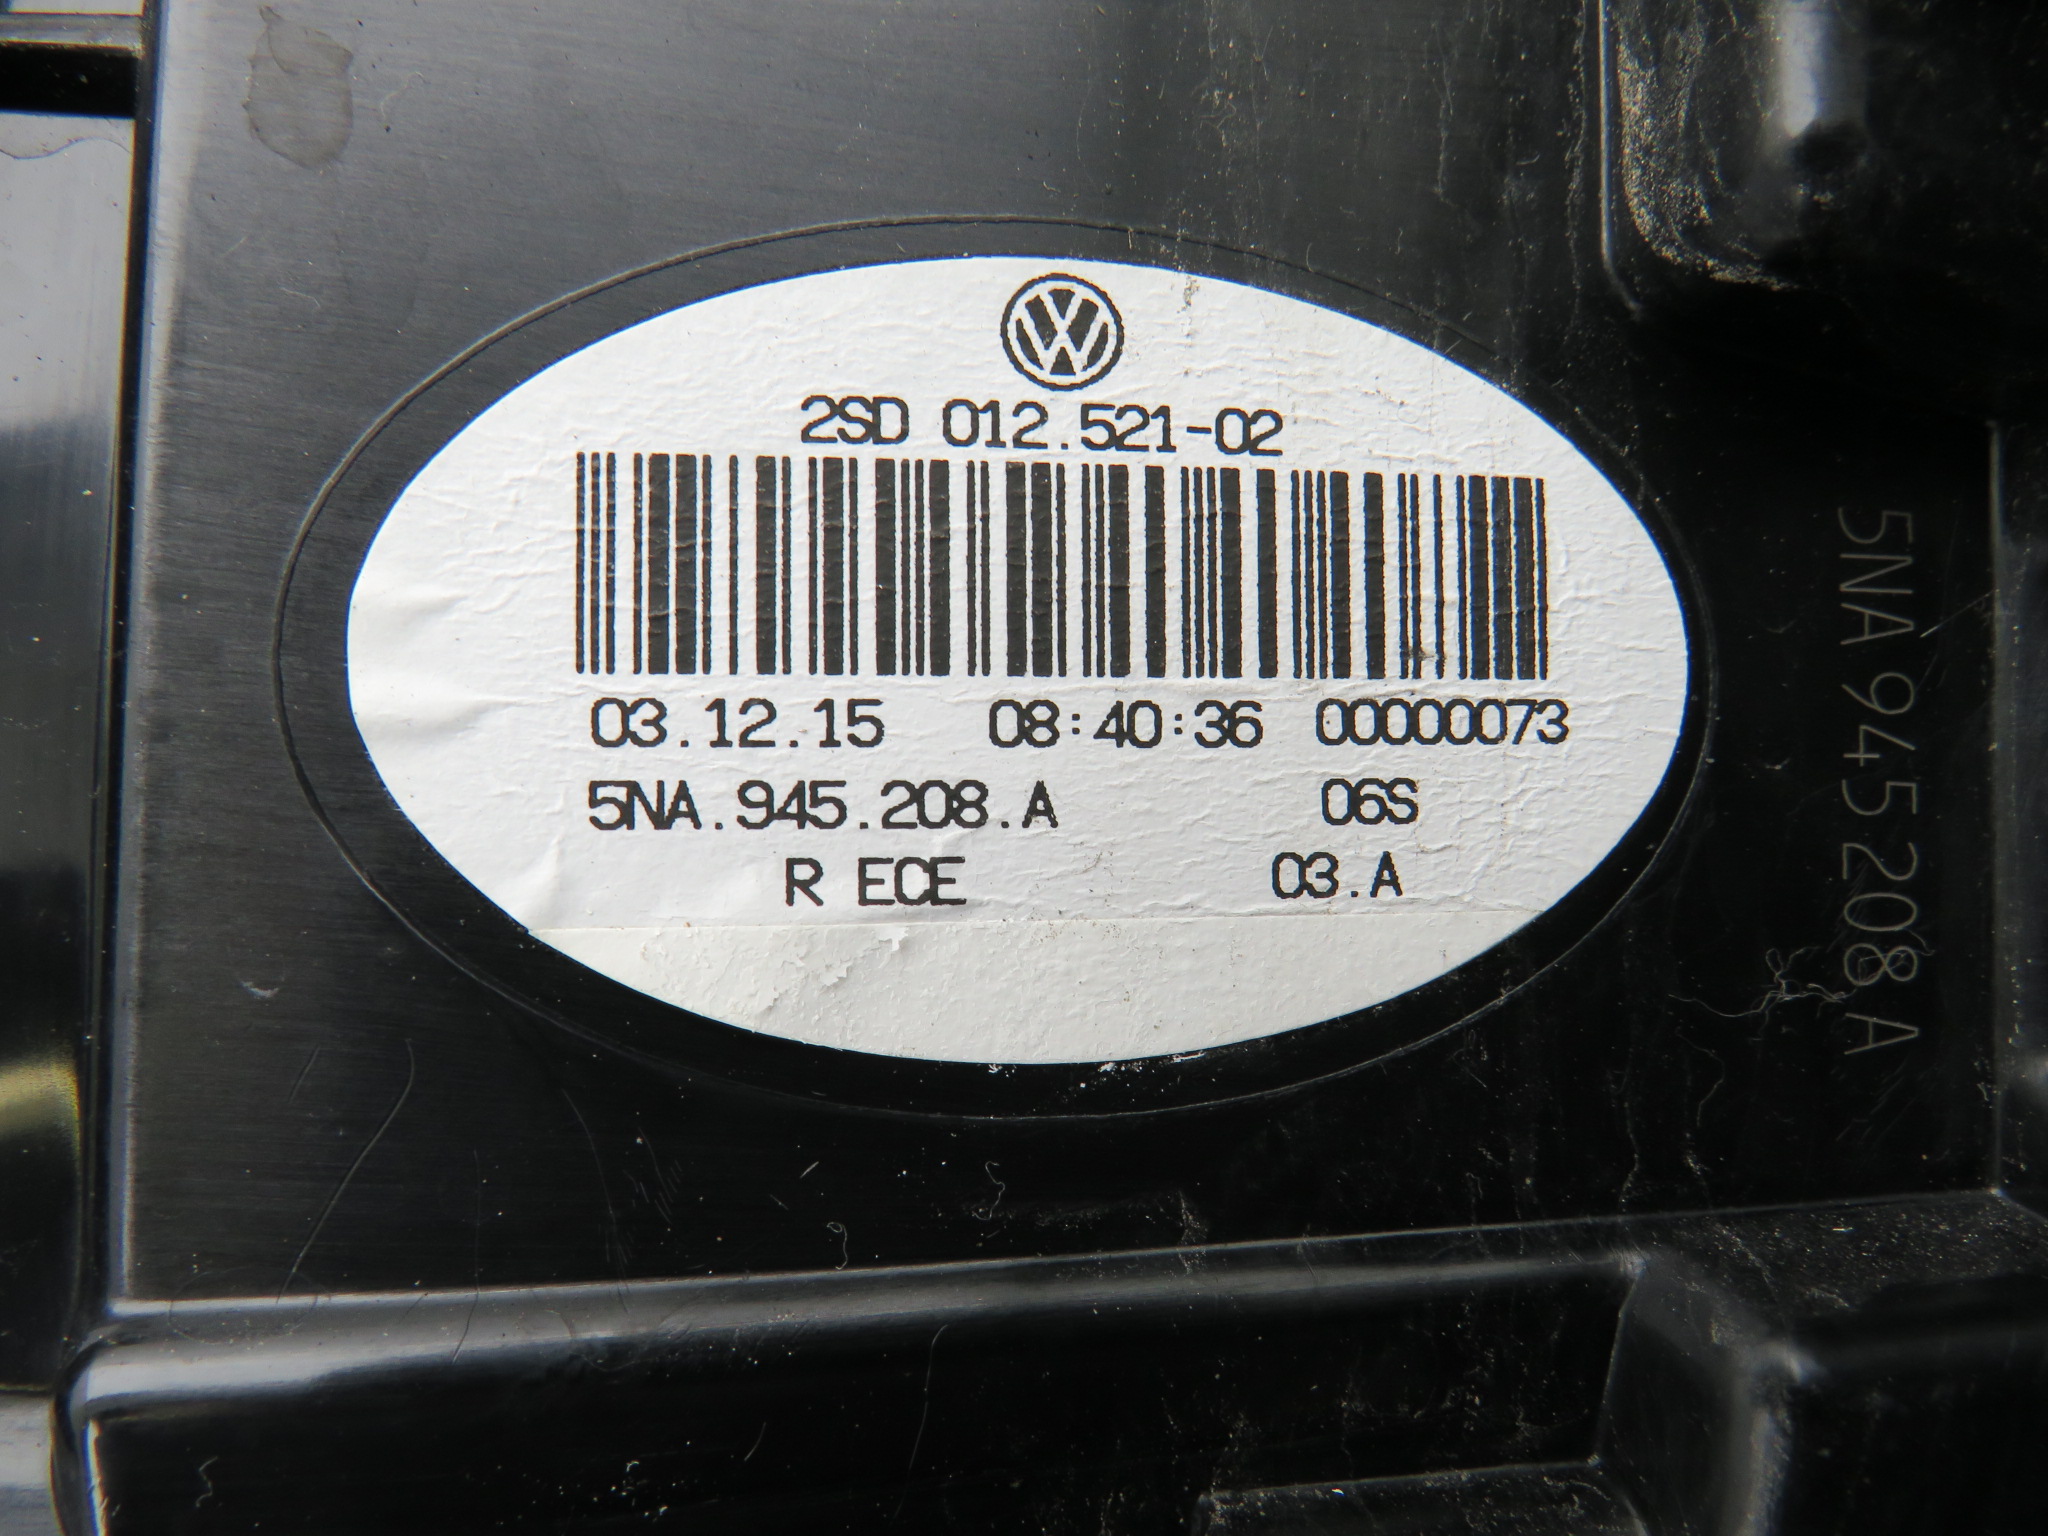 2SD 012.521-02
03.12.15 08:40:36 00000073
5NA.945.208.A 06S
R ECE 03.A
5NA 945 208 A